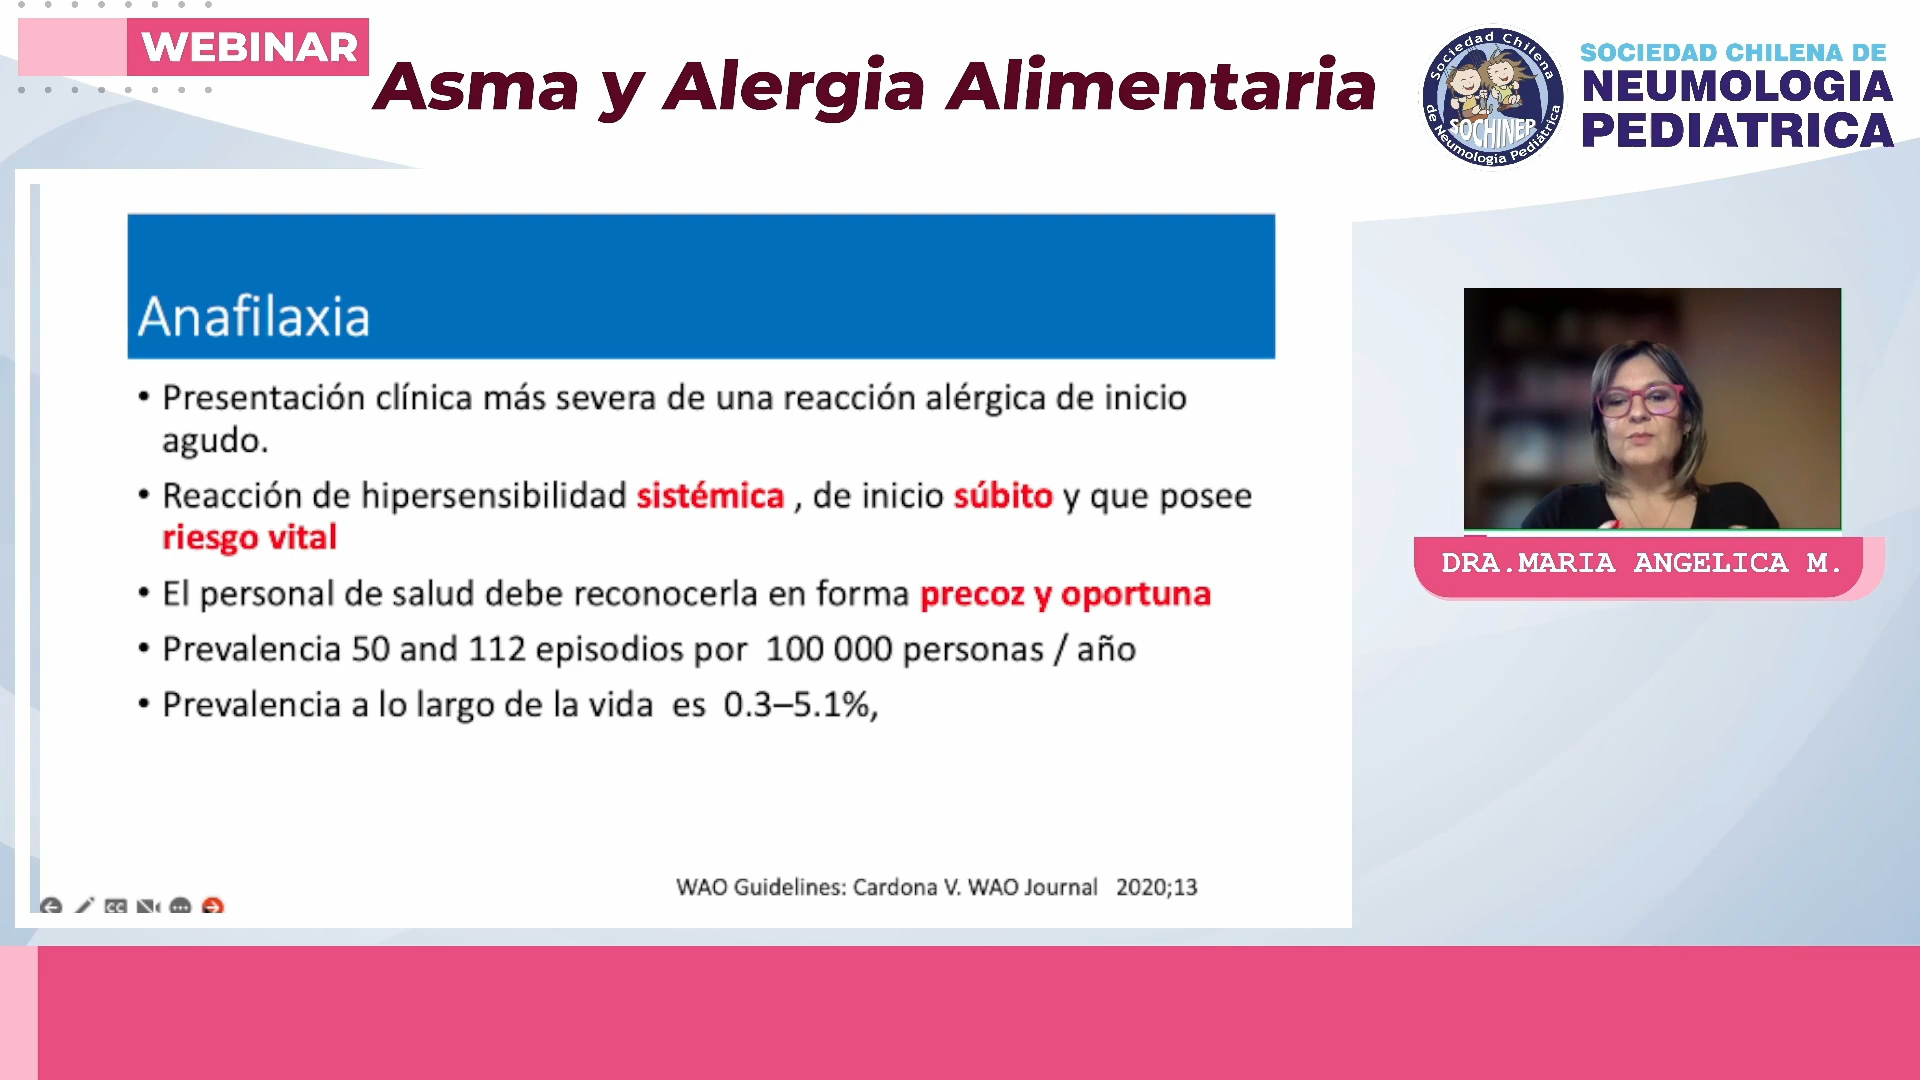 WEBINAR
Asma y Alergia Alimentaria
Sociedad Chilena
de Neumología Pediátrica
SOCHINEP
SOCIEDAD CHILENA DE
NEUMOLOGIA
PEDIATRICA
Anafilaxia
• Presentación clínica más severa de una reacción alérgica de inicio
agudo.
• Reacción de hipersensibilidad sistémica , de inicio súbito y que posee
riesgo vital
• El personal de salud debe reconocerla en forma precoz y oportuna
• Prevalencia 50 and 112 episodios por 100 000 personas / año
• Prevalencia a lo largo de la vida es 0.3–5.1%,
WAO Guidelines: Cardona V. WAO Journal 2020;13
CC
DRA.MARIA ANGELICA M.